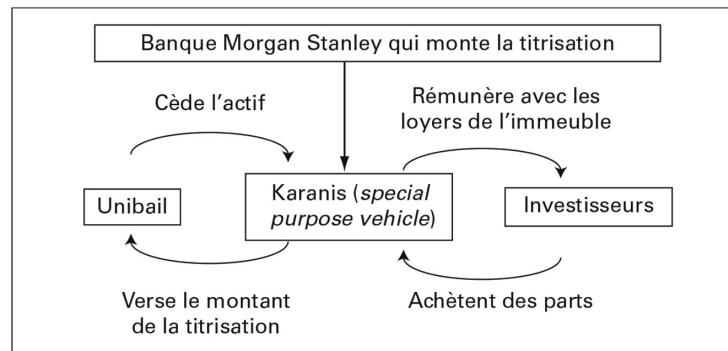 Banque Morgan Stanley qui monte la titrisation
Cède l'actif
Rémunère avec les
loyers de l'immeuble
Unibail
Karanis (special
purpose vehicle)
Investisseurs
Verse le montant
de la titrisation
Achètent des parts